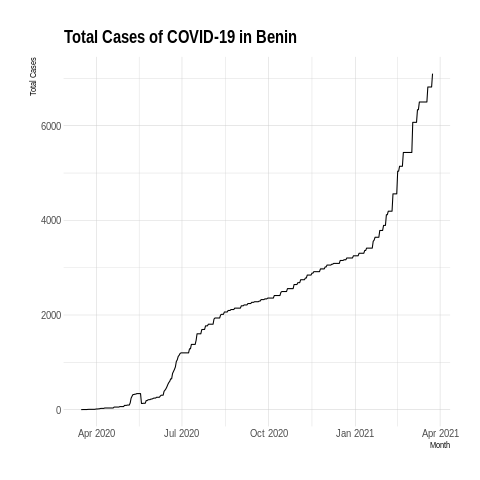 Total Cases of COVID-19 in Benin
Total Cases
6000
4000
2000
0
Apr 2020 Jul 2020 Oct 2020 Jan 2021 Apr 2021
Month